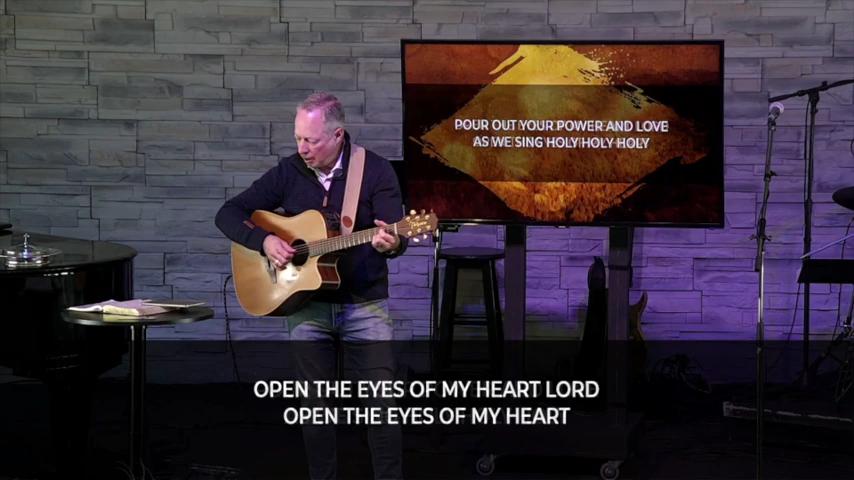 POUR OUT YOUR POWER AND LOVE
AS WE SING HOLY HOLY HOLY
OPEN THE EYES OF MY HEART LORD
OPEN THE EYES OF MY HEART